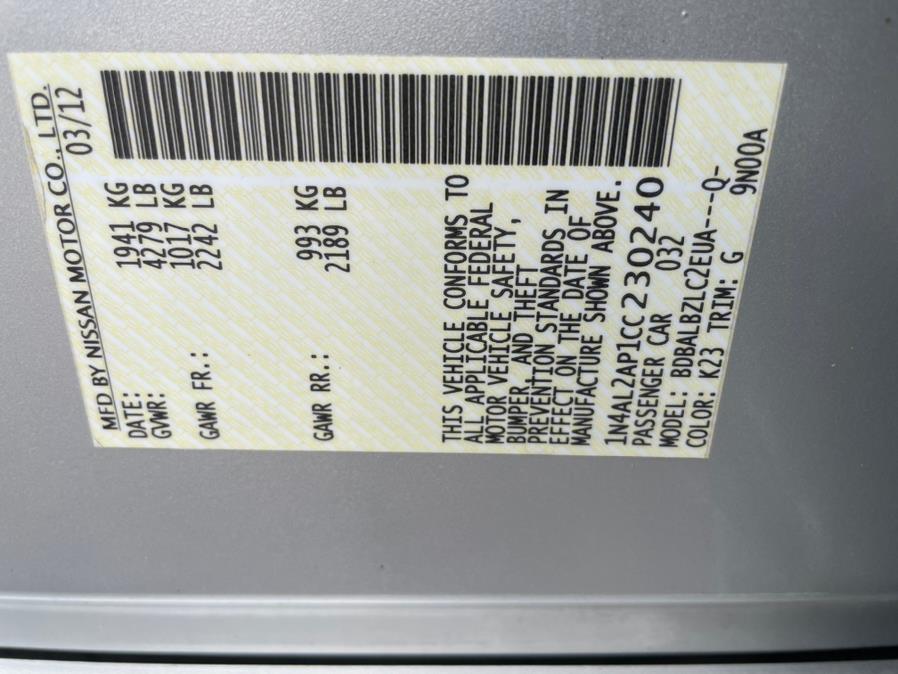 MFD BY NISSAN MOTOR CO., LTD.
DATE: 03/12
GVWR: 1941 KG
4279 LB
GAWR FR.: 1017 KG
2242 LB
GAWR RR.: 993 KG
2189 LB
THIS VEHICLE CONFORMS TO
ALL APPLICABLE FEDERAL
MOTOR VEHICLE SAFETY,
BUMPER, AND THEFT
PREVENTION STANDARDS IN
EFFECT ON THE DATE OF
MANUFACTURE SHOWN ABOVE.
1N4AL2AP1CC230240
PASSENGER CAR 032
MODEL: BDBALBZLC2EUA----Q-
COLOR: K23 TRIM: G 9N00A